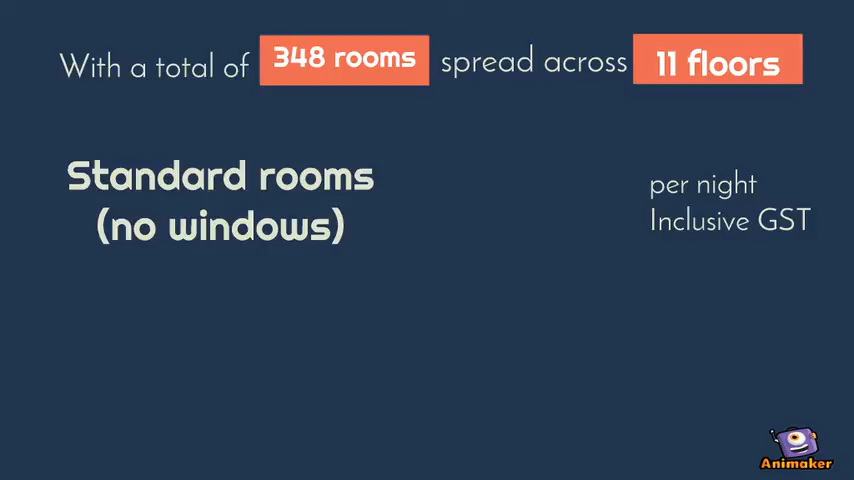 With a total of 348 rooms spread across 11 floors
Standard rooms
(no windows)
per night
Inclusive GST
Animaker